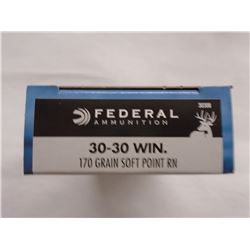 FEDERAL
AMMUNITION
30-30 WIN.
170 GRAIN SOFT POINT RN